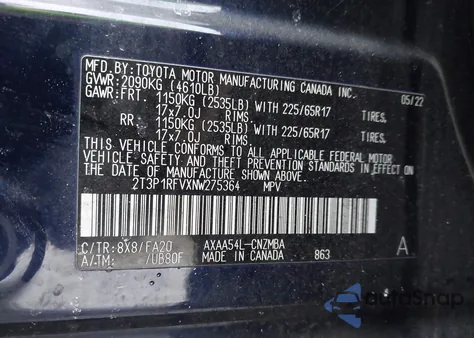 MFD.BY: TOYOTA MOTOR MANUFACTURING CANADA INC.
GVWR: 2090KG (4610LB) 05/22
GAWR: FRT. 1150KG (2535LB) WITH 225/65R17 TIRES,
17x7.0J RIMS,
RR. 1150KG (2535LB) WITH 225/65R17 TIRES,
17x7.0J RIMS,
THIS VEHICLE CONFORMS TO ALL APPLICABLE FEDERAL MOTOR
VEHICLE SAFETY AND THEFT PREVENTION STANDARDS IN EFFECT ON
THE DATE OF MANUFACTURE SHOWN ABOVE.
2T3P1RFVXNW275364 MPV
C/TR: 8X8/FA20 AXAA54L-CNZMBA A
A/TM: /UB80F MADE IN CANADA 863
AutoSnap